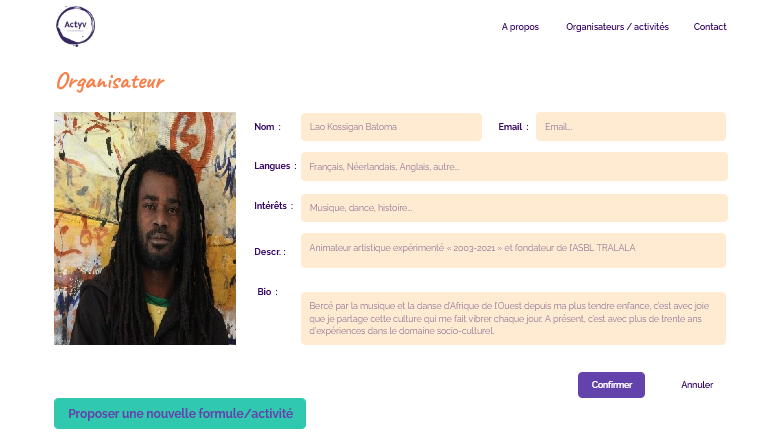 Actyv
A propos
Organisateurs / activités
Contact
Organisateur
Nom :
Lao Kossigan Batoma
Email :
Email...
Langues :
Français, Néerlandais, Anglais, autre...
Intérêts :
Musique, dance, histoire...
Descr. :
Animateur artistique expérimenté « 2003-2021 » et fondateur de l'ASBL TRALALA
Bio :
Bercé par la musique et la danse d'Afrique de l'Ouest depuis ma plus tendre enfance, c'est avec joie
que je partage cette culture qui me fait vibrer chaque jour. A présent, c'est avec plus de trente ans
d'expériences dans le domaine socio-culturel.
Confirmer
Annuler
Proposer une nouvelle formule/activité